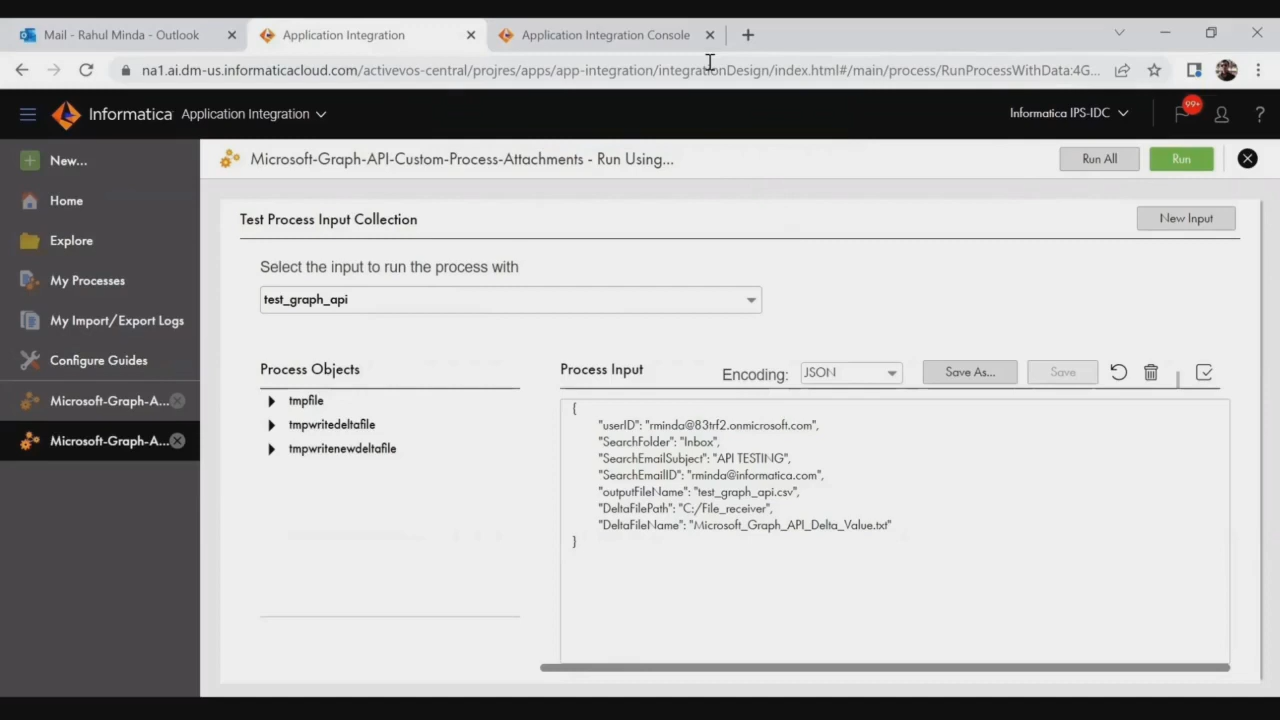 Mail - Rahul Minda - Outlook
Application Integration
Application Integration Console
na1.ai.dm-us.informaticacloud.com/activevos-central/projres/apps/app-integration/integrationDesign/index.html#/main/process/RunProcessWithData:4G...
Informatica Application Integration
Informatica IPS-IDC
99+
?
New...
Microsoft-Graph-API-Custom-Process-Attachments - Run Using...
Run All
Run
Home
Explore
My Processes
My Import/Export Logs
Configure Guides
Microsoft-Graph-A...
Microsoft-Graph-A...
Test Process Input Collection
New Input
Select the input to run the process with
test_graph_api
Process Objects
tmpfile
tmpwritedeltafile
tmpwritenewdeltafile
Process Input
Encoding:
JSON
Save As...
Save
{
"userID": "rminda@83trf2.onmicrosoft.com",
"SearchFolder": "Inbox",
"SearchEmailSubject": "API TESTING",
"SearchEmailID": "rminda@informatica.com",
"outputFileName": "test_graph_api.csv",
"DeltaFilePath": "C:/File_receiver",
"DeltaFileName": "Microsoft_Graph_API_Delta_Value.txt"
}